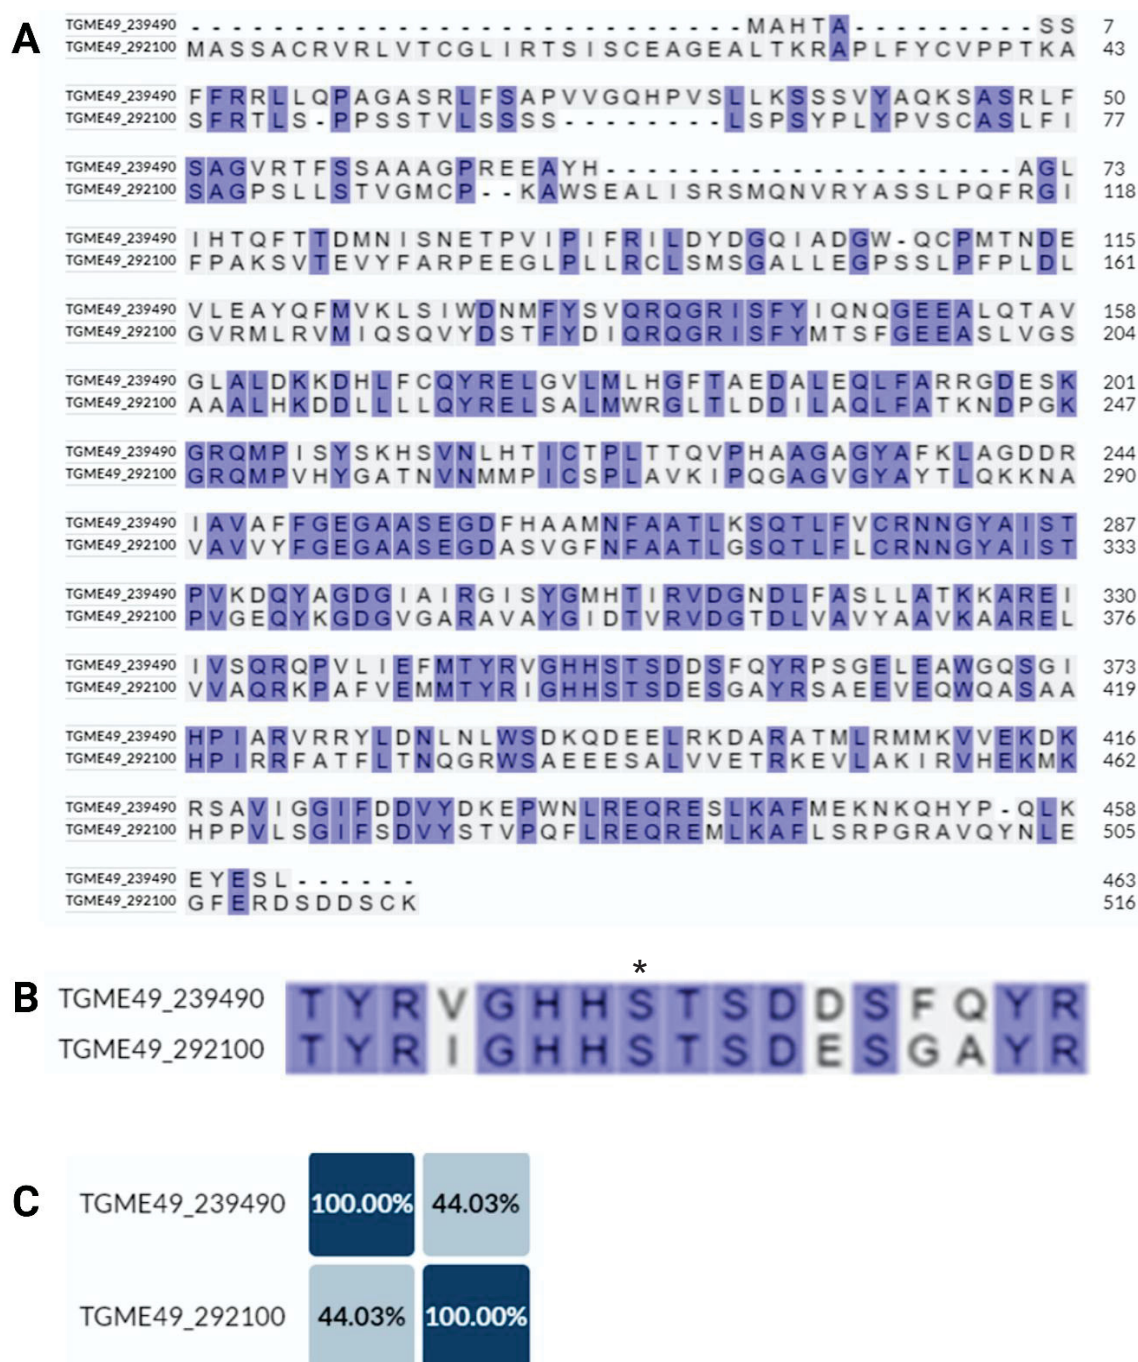 A
TGME49_239490 ---------------------------MAHTA---------SS 7
TGME49_292100 MASSACRVRLVTCGLIRTSISCEAGEALTKRAPLFYCVPPTKA 43
TGME49_239490 FFRRLLQPAGASRLFSAPVVGQHPVSLLKSSSVYAQKSASRLF 50
TGME49_292100 SFRTLS-PPSSTVLSSSS--------LSPSYPLYPVSCASLFI 77
TGME49_239490 SAGVRTFSSAAAGPREEAYH--------------------AGL 73
TGME49_292100 SAGPSLLSTVGMCP--KAWSEALISRSMQNVRYASSLPQFRGI 118
TGME49_239490 IHTQFTTDMNISNETPVIPIFRILDYDGQIADGW-QCPMTNDE 115
TGME49_292100 FPAKSVTEVYFARPEEGLPLLRCLSMSGALLEGPSSLPFPLDL 161
TGME49_239490 VLEAYQFMVKLSIWDNMFYSVQRQGRISFYIQNQGEEALQTAV 158
TGME49_292100 GVRMLRVMIQSQVYDSTFYDIQRQGRISFYMTSFGEEASLVGS 204
TGME49_239490 GLALDKKDHLFCQYRELGVLMLHGFTAEDALEQLFARRGDESK 201
TGME49_292100 AAALHKDDLLLLQYRELSALMWRGLTLDDILAQLFATKNDPGK 247
TGME49_239490 GRQMPISYSKHSVNLHTICTPLTTQVPHAAGAGYAFKLAGDDR 244
TGME49_292100 GRQMPVHYGATNVNMMPICSPLAVKIPQGAGVGYAYTLQKKNA 290
TGME49_239490 IAVAFFGEGAASEGDFHAAMNFAATLKSQTLFVCRNNGYAIST 287
TGME49_292100 VAVVYFGEGAASEGDASVGFNFAATLGSQTLFLCRNNGYAIST 333
TGME49_239490 PVKDQYAGDGIAIRGISYGMHTIRVDGNDLFASLLATKKAREI 330
TGME49_292100 PVGEQYKGDGVGARAVAYGIDTVRVDGTDLVAVYAAVKAAREL 376
TGME49_239490 IVSQRQPVLIEFMTYRVGHHSTSDDSFQYRPSGELEAWGQSGI 373
TGME49_292100 VVAQRKPAFVEMMTYRIGHHSTSDESGAYRSAEEVEQWQASAA 419
TGME49_239490 HPIARVRRYLDNLNLWSDKQDEELRKDARATMLRMMKVVEKDK 416
TGME49_292100 HPIRRFATFLTNQGRWSAEEESALVVETRKEVLAKIRVHEKMK 462
TGME49_239490 RSAVIGGIFDDVYDKEPWNLREQRESLKAFMEKNKQHYP-QLK 458
TGME49_292100 HPPVLSGIFSDVYSTVPQFLREQREMLKAFLSRPGRAVQYNLE 505
TGME49_239490 EYESL------ 463
TGME49_292100 GFERDSDDSCK 516
*
B
TGME49_239490 TYRVGHHSTSDDSFQYR
TGME49_292100 TYRIGHHSTSDESGAYR
C
TGME49_239490 100.00% 44.03%
TGME49_292100 44.03% 100.00%